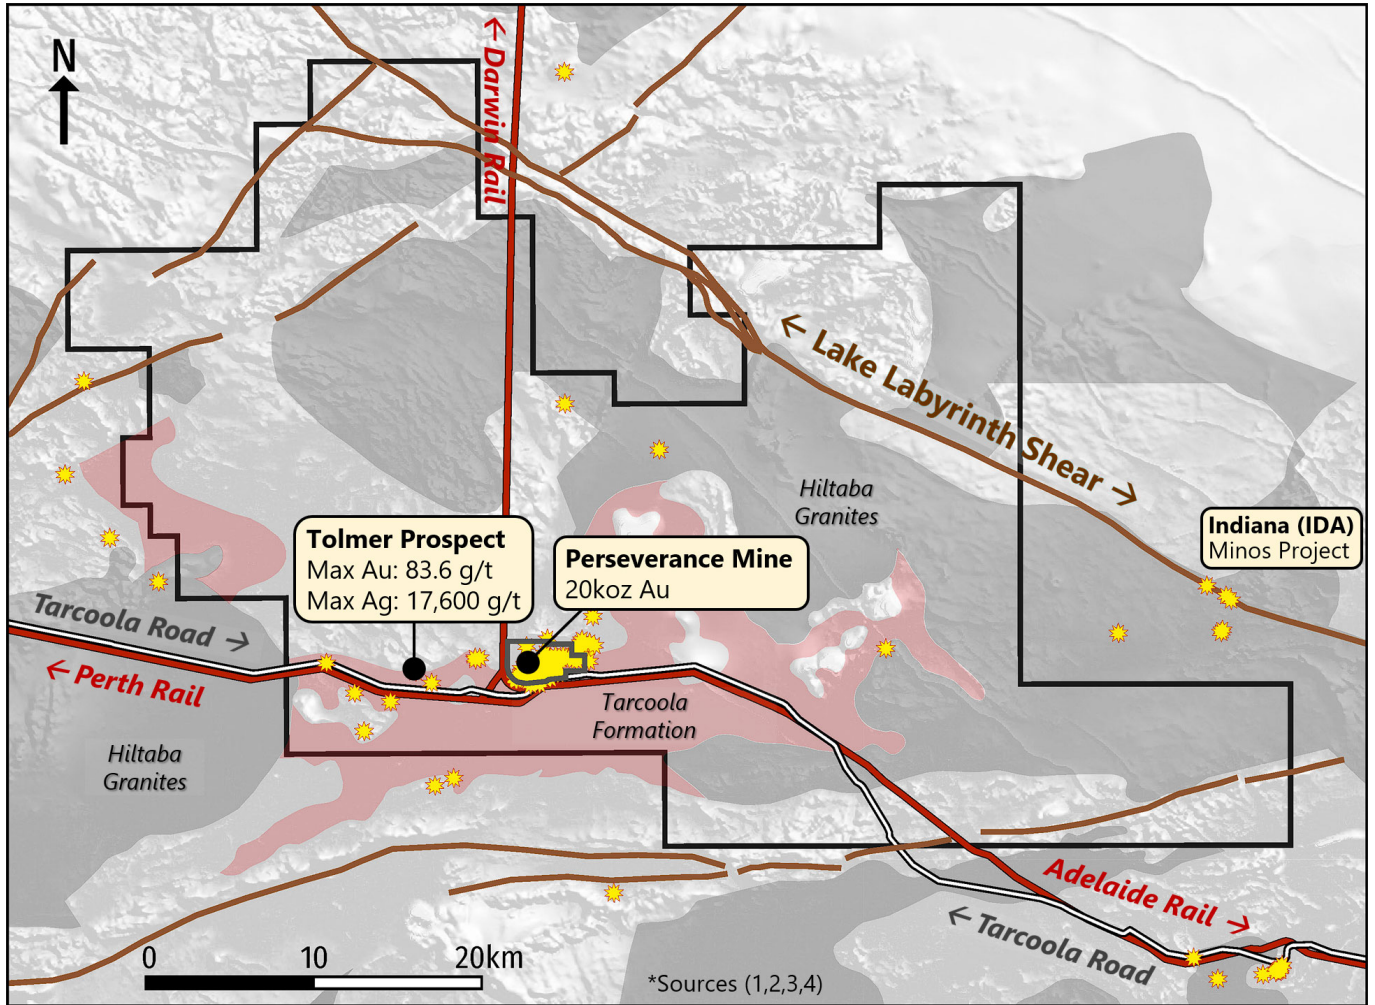 N
← Darwin Rail
← Lake Labyrinth Shear →
Hiltaba
Granites
Indiana (IDA)
Minos Project
Tolmer Prospect
Max Au: 83.6 g/t
Max Ag: 17,600 g/t
Perseverance Mine
20koz Au
Tarcoola Road →
← Perth Rail
Tarcoola
Formation
Hiltaba
Granites
Adelaide Rail →
← Tarcoola Road
0 10 20km
*Sources (1,2,3,4)